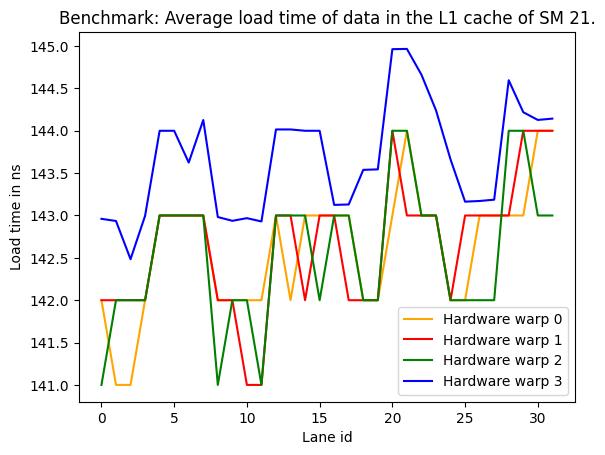 Benchmark: Average load time of data in the L1 cache of SM 21.
145.0
144.5
144.0
143.5
143.0
142.5
142.0
141.5
141.0
Load time in ns
Hardware warp 0
Hardware warp 1
Hardware warp 2
Hardware warp 3
0 5 10 15 20 25 30
Lane id